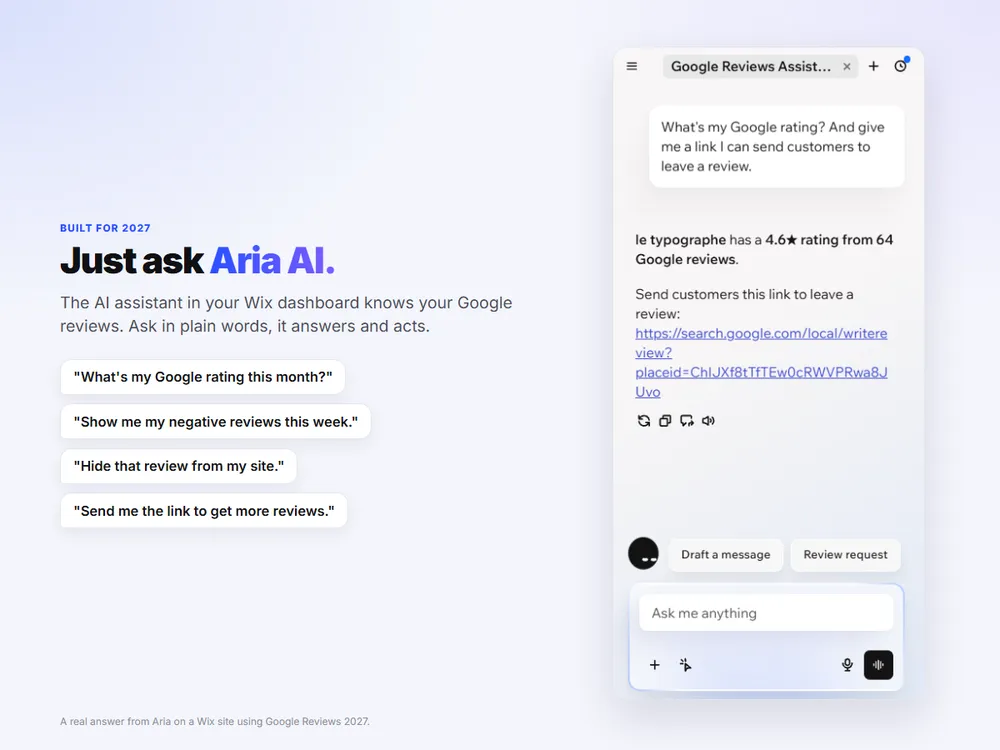 BUILT FOR 2027
Just ask Aria AI.
The AI assistant in your Wix dashboard knows your Google
reviews. Ask in plain words, it answers and acts.
"What's my Google rating this month?"
"Show me my negative reviews this week."
"Hide that review from my site."
"Send me the link to get more reviews."
A real answer from Aria on a Wix site using Google Reviews 2027.
Google Reviews Assist...
What's my Google rating? And give
me a link I can send customers to
leave a review.
le typographe has a 4.6★ rating from 64
Google reviews.
Send customers this link to leave a
review:
https://search.google.com/local/writere
view?
placeid=ChIJXf8tTfTEw0cRWVPRwa8J
Uvo
Draft a message
Review request
Ask me anything